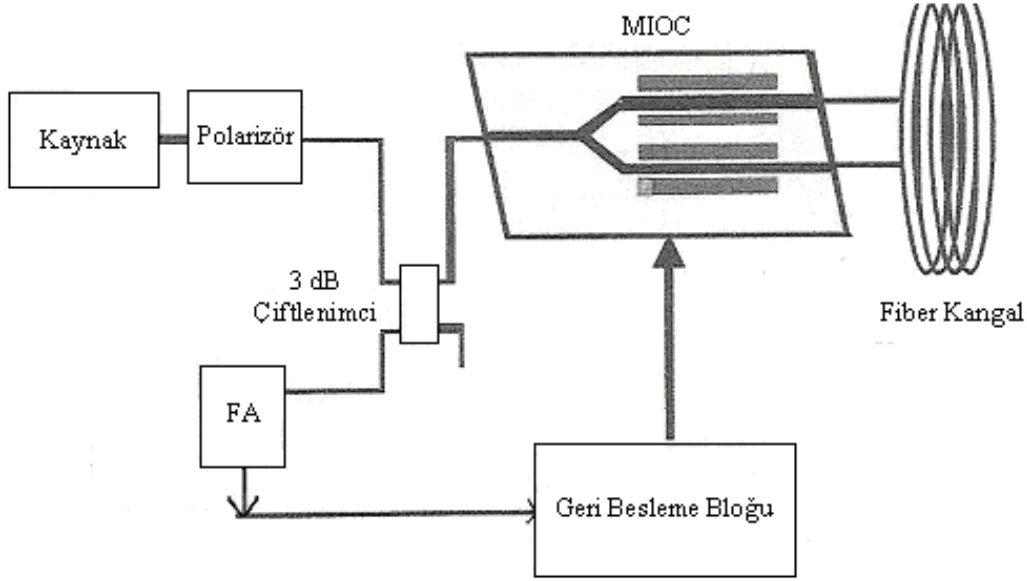 MIOC
Kaynak
Polarizör
3 dB
Çiftlenimci
Fiber Kangal
FA
Geri Besleme Bloğu